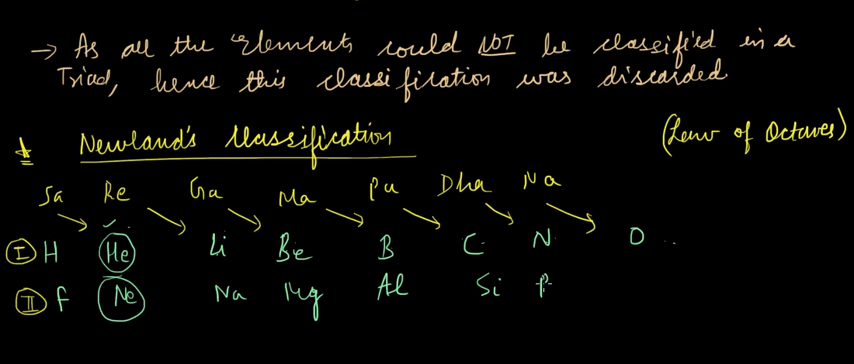 → As all the Elements could NOT be classified in a
Triad, hence this classification was discarded
* Newland's Classification (Law of Octaves)
Sa Re Ga Ma Pa Dha Na
I H He Li Be B C N O ..
II F Ne Na Mg Al Si P